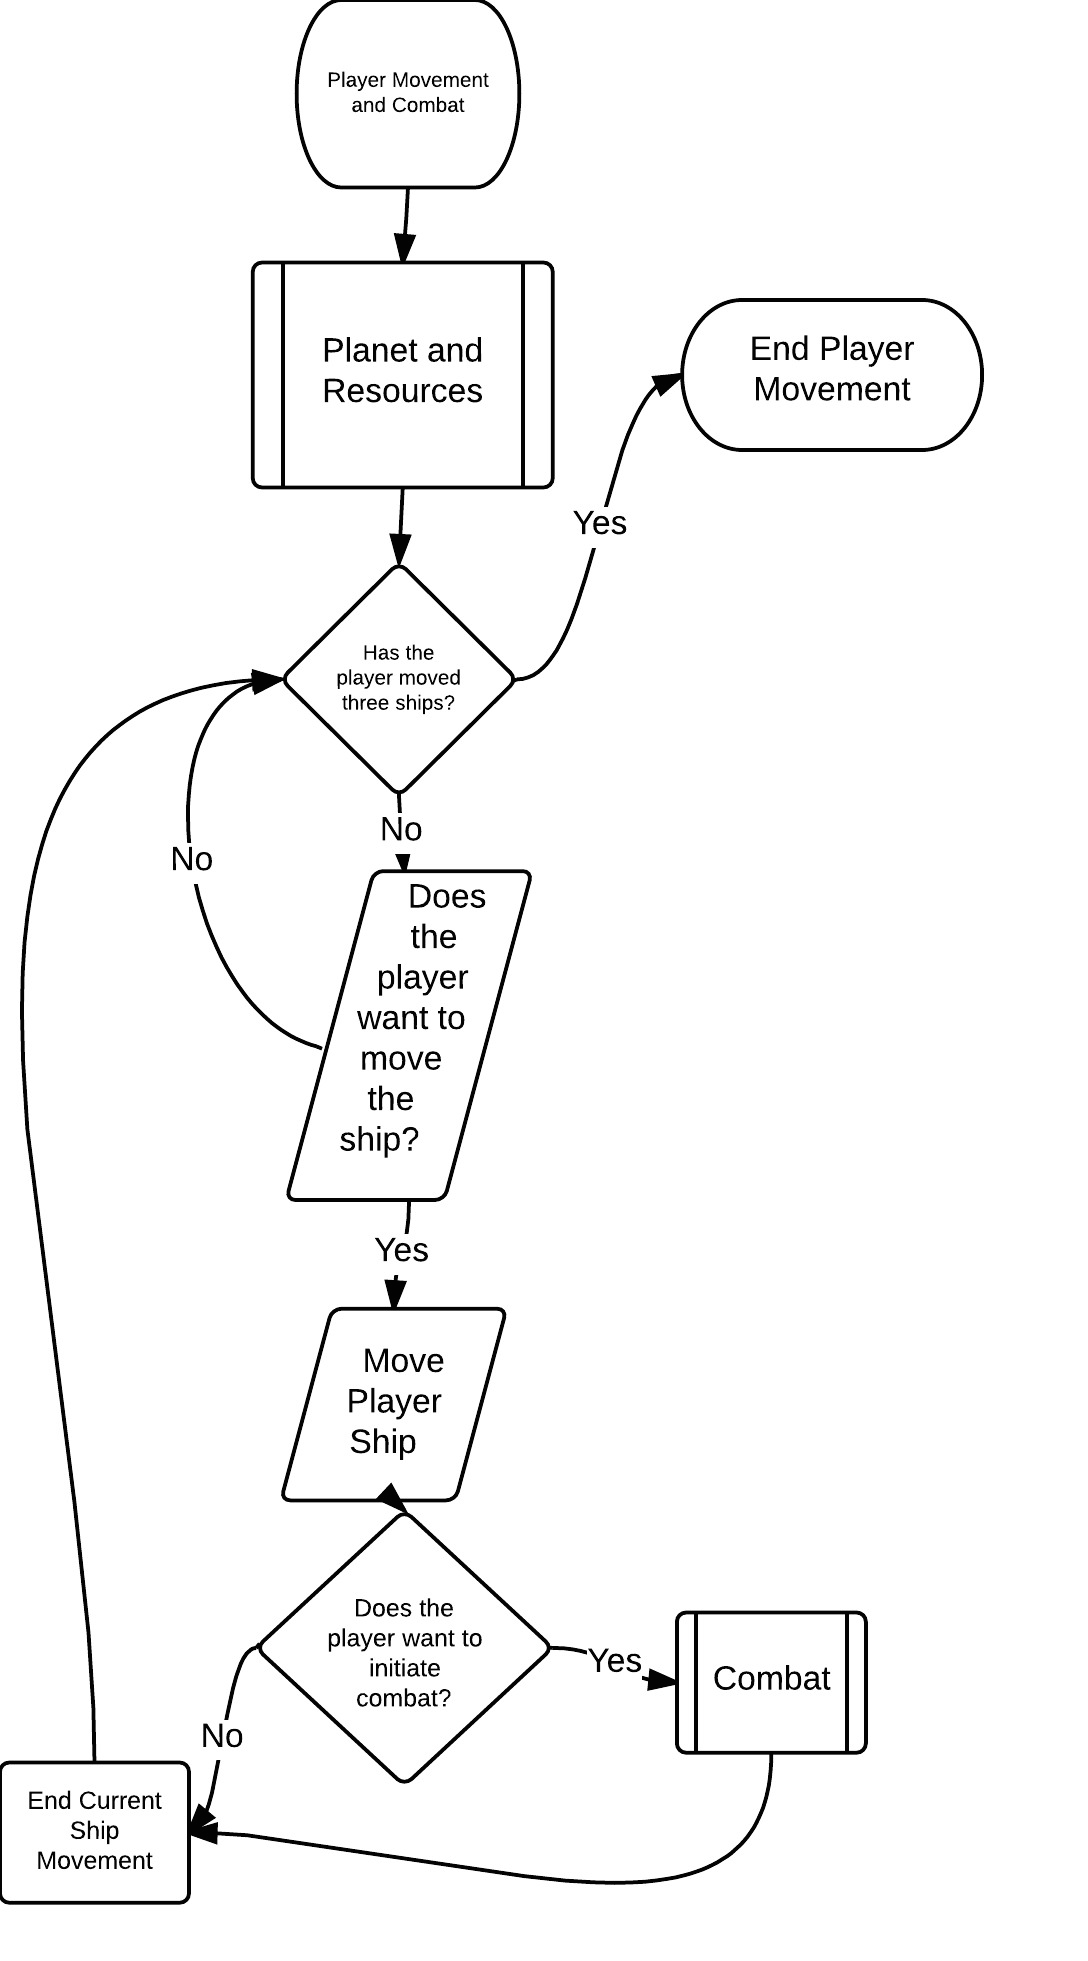 Player Movement
and Combat
Planet and
Resources
End Player
Movement
Yes
Has the
player moved
three ships?
No
No
Does
the
player
want to
move
the
ship?
Yes
Move
Player
Ship
Does the
player want to
initiate
combat?
Yes
Combat
No
End Current
Ship
Movement